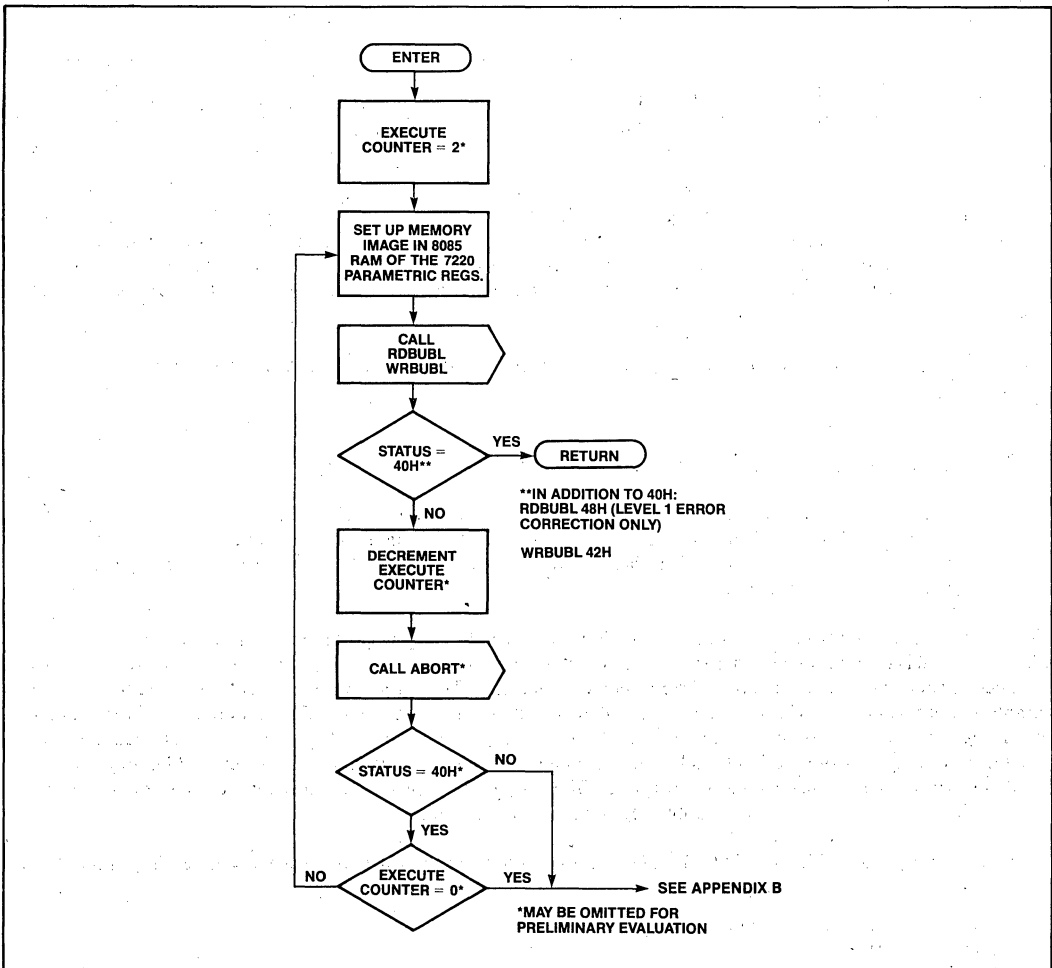 ENTER
EXECUTE
COUNTER = 2*
SET UP MEMORY
IMAGE IN 8085
RAM OF THE 7220
PARAMETRIC REGS.
CALL
RDBUBL
WRBUBL
STATUS =
40H**
YES
RETURN
**IN ADDITION TO 40H:
RDBUBL 48H (LEVEL 1 ERROR
CORRECTION ONLY)
WRBUBL 42H
NO
DECREMENT
EXECUTE
COUNTER*
CALL ABORT*
STATUS = 40H*
NO
YES
EXECUTE
COUNTER = 0*
NO
YES
SEE APPENDIX B
*MAY BE OMITTED FOR
PRELIMINARY EVALUATION